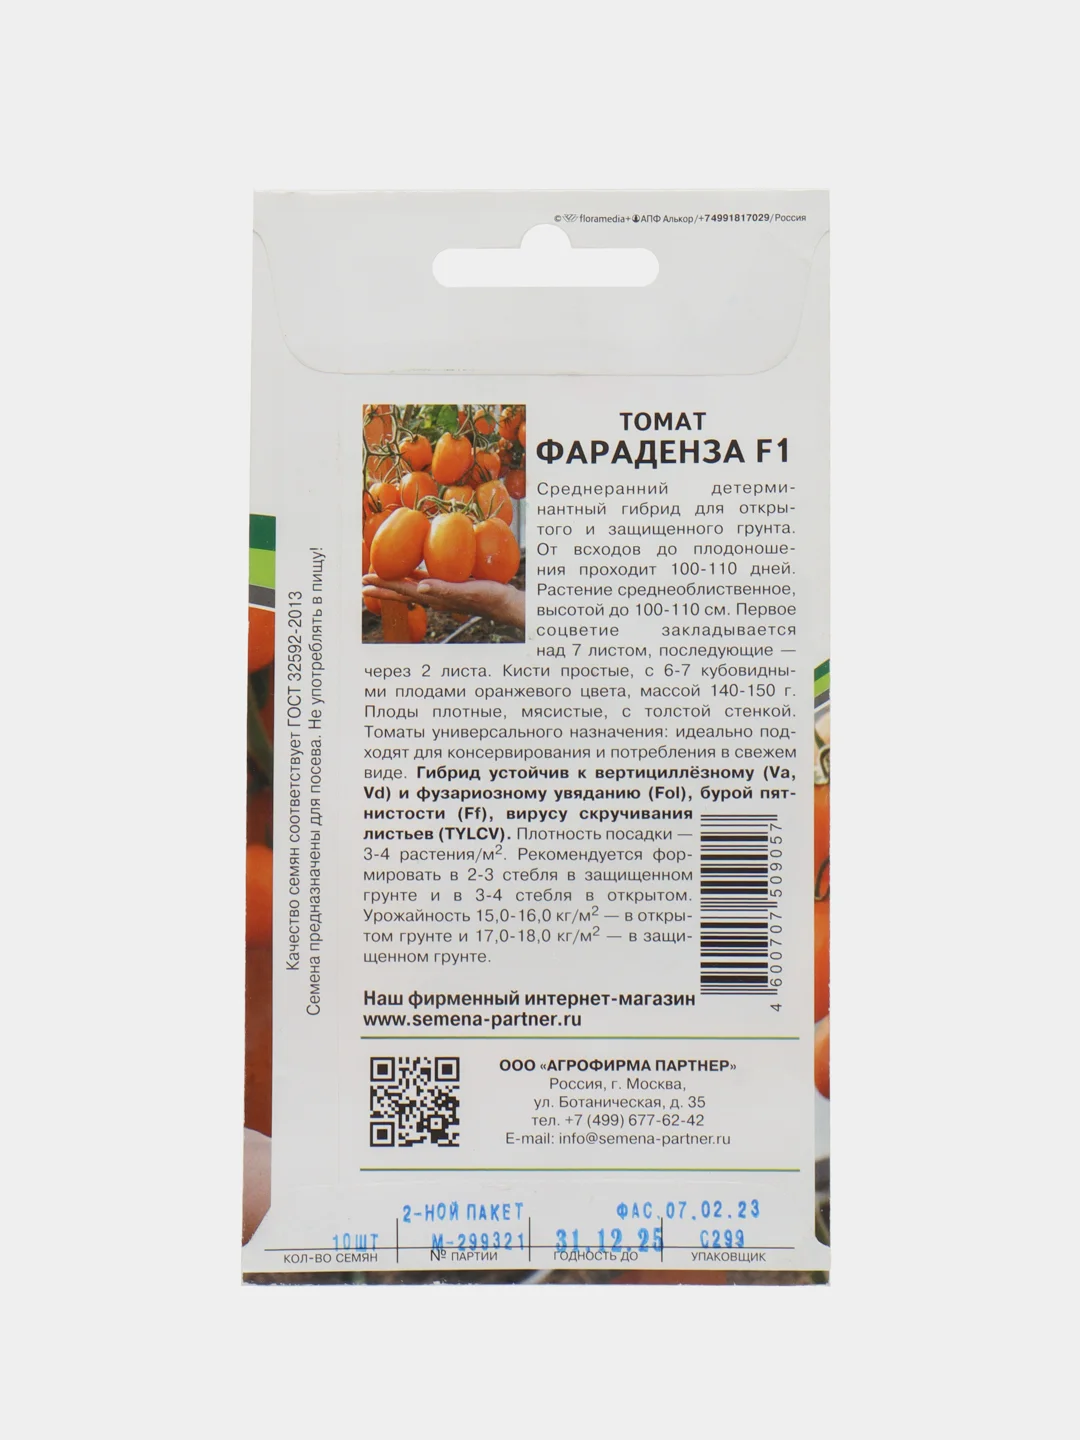 © floramedia+АПФ Алькор/+74991817029/Россия
ТОМАТ
ФАРАДЕНЗА F1
Среднеранний детерми-
нантный гибрид для откры-
того и защищенного грунта.
От всходов до плодоноше-
ния проходит 100-110 дней.
Растение среднеоблиственное,
высотой до 100-110 см. Первое
соцветие закладывается
над 7 листом, последующие —
через 2 листа. Кисти простые, с 6-7 кубовидны-
ми плодами оранжевого цвета, массой 140-150 г.
Плоды плотные, мясистые, с толстой стенкой.
Томаты универсального назначения: идеально под-
ходят для консервирования и потребления в свежем
виде. Гибрид устойчив к вертициллёзному (Va,
Vd) и фузариозному увяданию (Fol), бурой пят-
нистости (Ff), вирусу скручивания
листьев (TYLCV). Плотность посадки —
3-4 растения/м². Рекомендуется фор-
мировать в 2-3 стебля в защищенном
грунте и в 3-4 стебля в открытом.
Урожайность 15,0-16,0 кг/м² — в откры-
том грунте и 17,0-18,0 кг/м² — в защи-
щенном грунте.
4 600707 509057
Наш фирменный интернет-магазин
www.semena-partner.ru
ООО «АГРОФИРМА ПАРТНЕР»
Россия, г. Москва,
ул. Ботаническая, д. 35
тел. +7 (499) 677-62-42
E-mail: info@semena-partner.ru
Качество семян соответствует ГОСТ 32592-2013
Семена предназначены для посева. Не употреблять в пищу!
2-НОЙ ПАКЕТ ФАС.07.02.23
10ШТ М-299321 31.12.25 С299
КОЛ-ВО СЕМЯН № ПАРТИИ ГОДНОСТЬ ДО УПАКОВЩИК